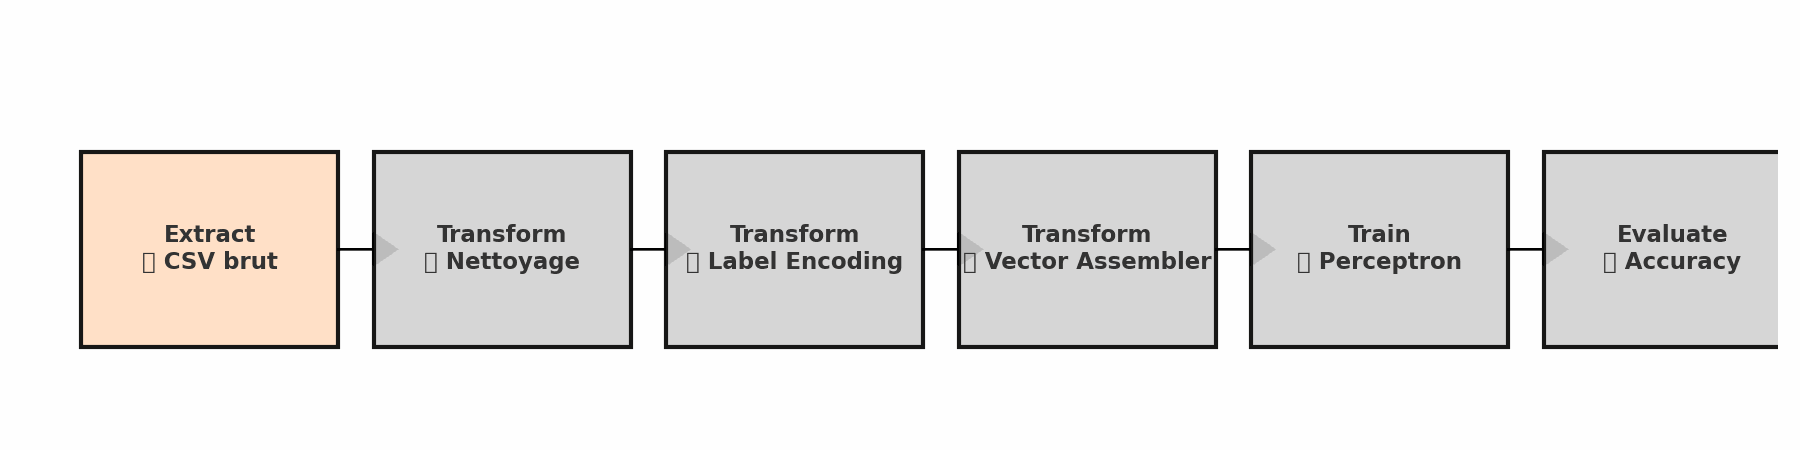 Extract
▯ CSV brut
Transform
▯ Nettoyage
Transform
▯ Label Encoding
Transform
▯ Vector Assembler
Train
▯ Perceptron
Evaluate
▯ Accuracy